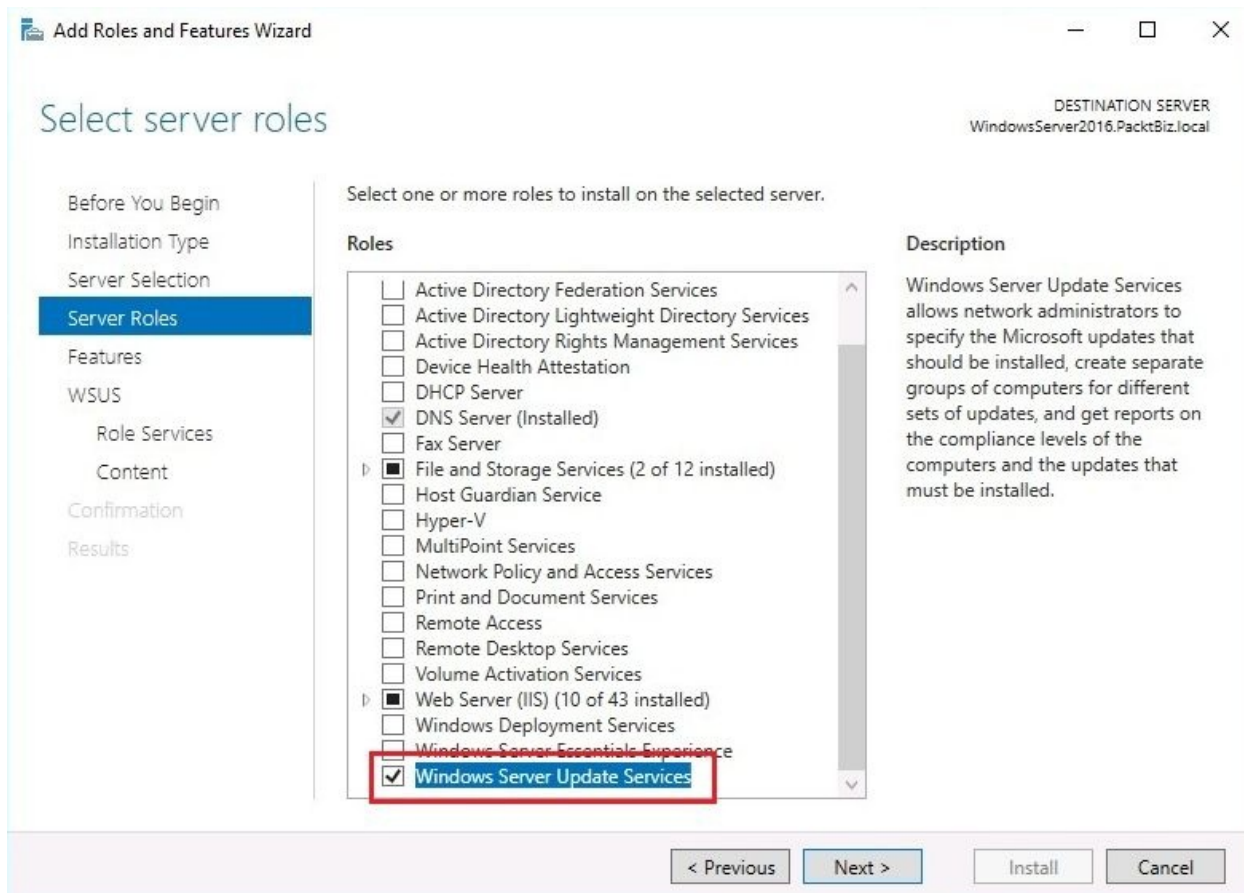 Add Roles and Features Wizard
Select server roles
DESTINATION SERVER
WindowsServer2016.PacktBiz.local
Before You Begin
Installation Type
Server Selection
Server Roles
Features
WSUS
Role Services
Content
Confirmation
Results
Select one or more roles to install on the selected server.
Roles
Active Directory Federation Services
Active Directory Lightweight Directory Services
Active Directory Rights Management Services
Device Health Attestation
DHCP Server
DNS Server (Installed)
Fax Server
File and Storage Services (2 of 12 installed)
Host Guardian Service
Hyper-V
MultiPoint Services
Network Policy and Access Services
Print and Document Services
Remote Access
Remote Desktop Services
Volume Activation Services
Web Server (IIS) (10 of 43 installed)
Windows Deployment Services
Windows Server Essentials Experience
Windows Server Update Services
Description
Windows Server Update Services
allows network administrators to
specify the Microsoft updates that
should be installed, create separate
groups of computers for different
sets of updates, and get reports on
the compliance levels of the
computers and the updates that
must be installed.
< Previous
Next >
Install
Cancel